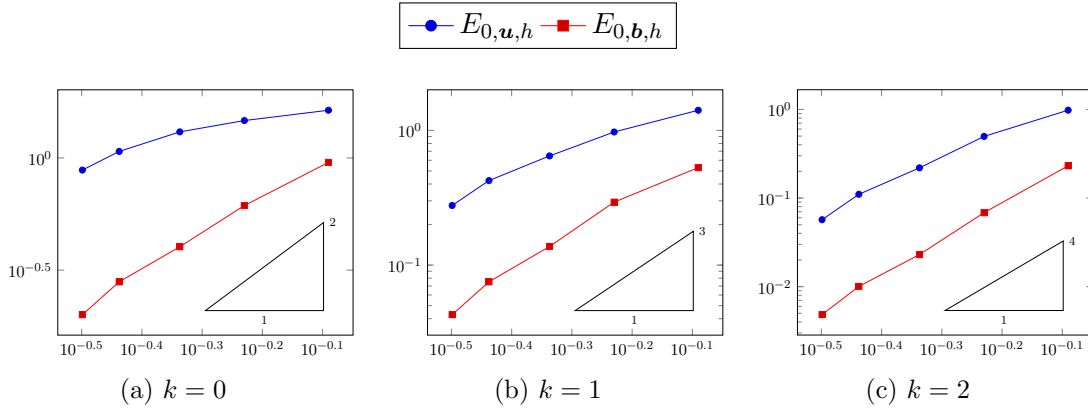 E_{0,u,h} E_{0,b,h}
10^0
10^{-0.5}
2
1
10^{-0.5} 10^{-0.4} 10^{-0.3} 10^{-0.2} 10^{-0.1}
(a) k = 0
10^0
10^{-1}
3
1
10^{-0.5} 10^{-0.4} 10^{-0.3} 10^{-0.2} 10^{-0.1}
(b) k = 1
10^0
10^{-1}
10^{-2}
4
1
10^{-0.5} 10^{-0.4} 10^{-0.3} 10^{-0.2} 10^{-0.1}
(c) k = 2